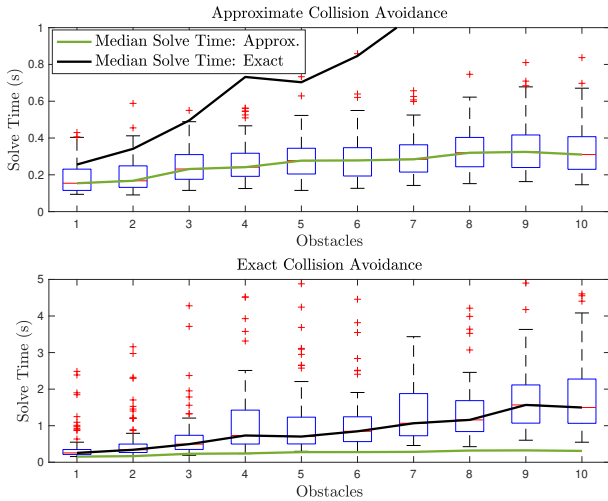 Approximate Collision Avoidance
1
0.8
0.6
0.4
0.2
0
Solve Time (s)
Median Solve Time: Approx.
Median Solve Time: Exact
1 2 3 4 5 6 7 8 9 10
Obstacles
Exact Collision Avoidance
5
4
3
2
1
0
Solve Time (s)
1 2 3 4 5 6 7 8 9 10
Obstacles